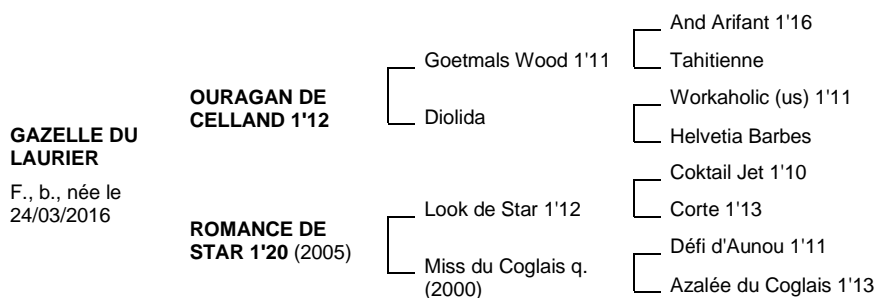 GAZELLE DU
LAURIER
F., b., née le
24/03/2016
OURAGAN DE
CELLAND 1'12
ROMANCE DE
STAR 1'20 (2005)
Goetmals Wood 1'11
Diolida
Look de Star 1'12
Miss du Coglais q.
(2000)
And Arifant 1'16
Tahitienne
Workaholic (us) 1'11
Helvetia Barbes
Coktail Jet 1'10
Corte 1'13
Défi d'Aunou 1'11
Azalée du Coglais 1'13